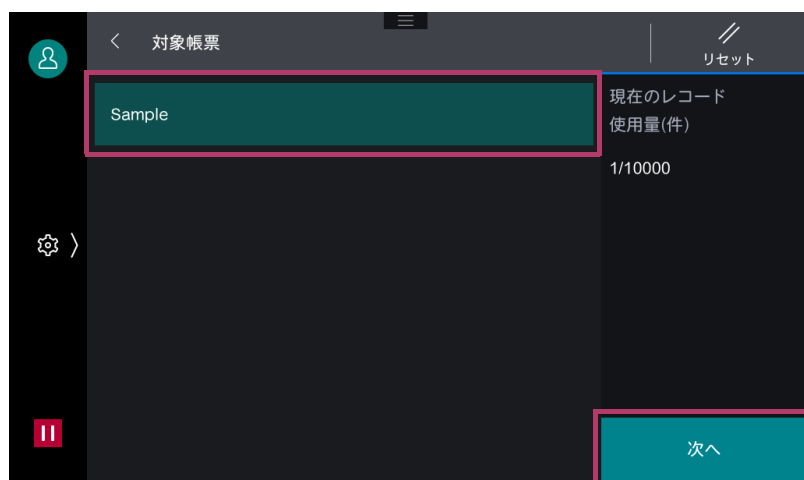 対象帳票
リセット
Sample
現在のレコード
使用量(件)
1/10000
次へ